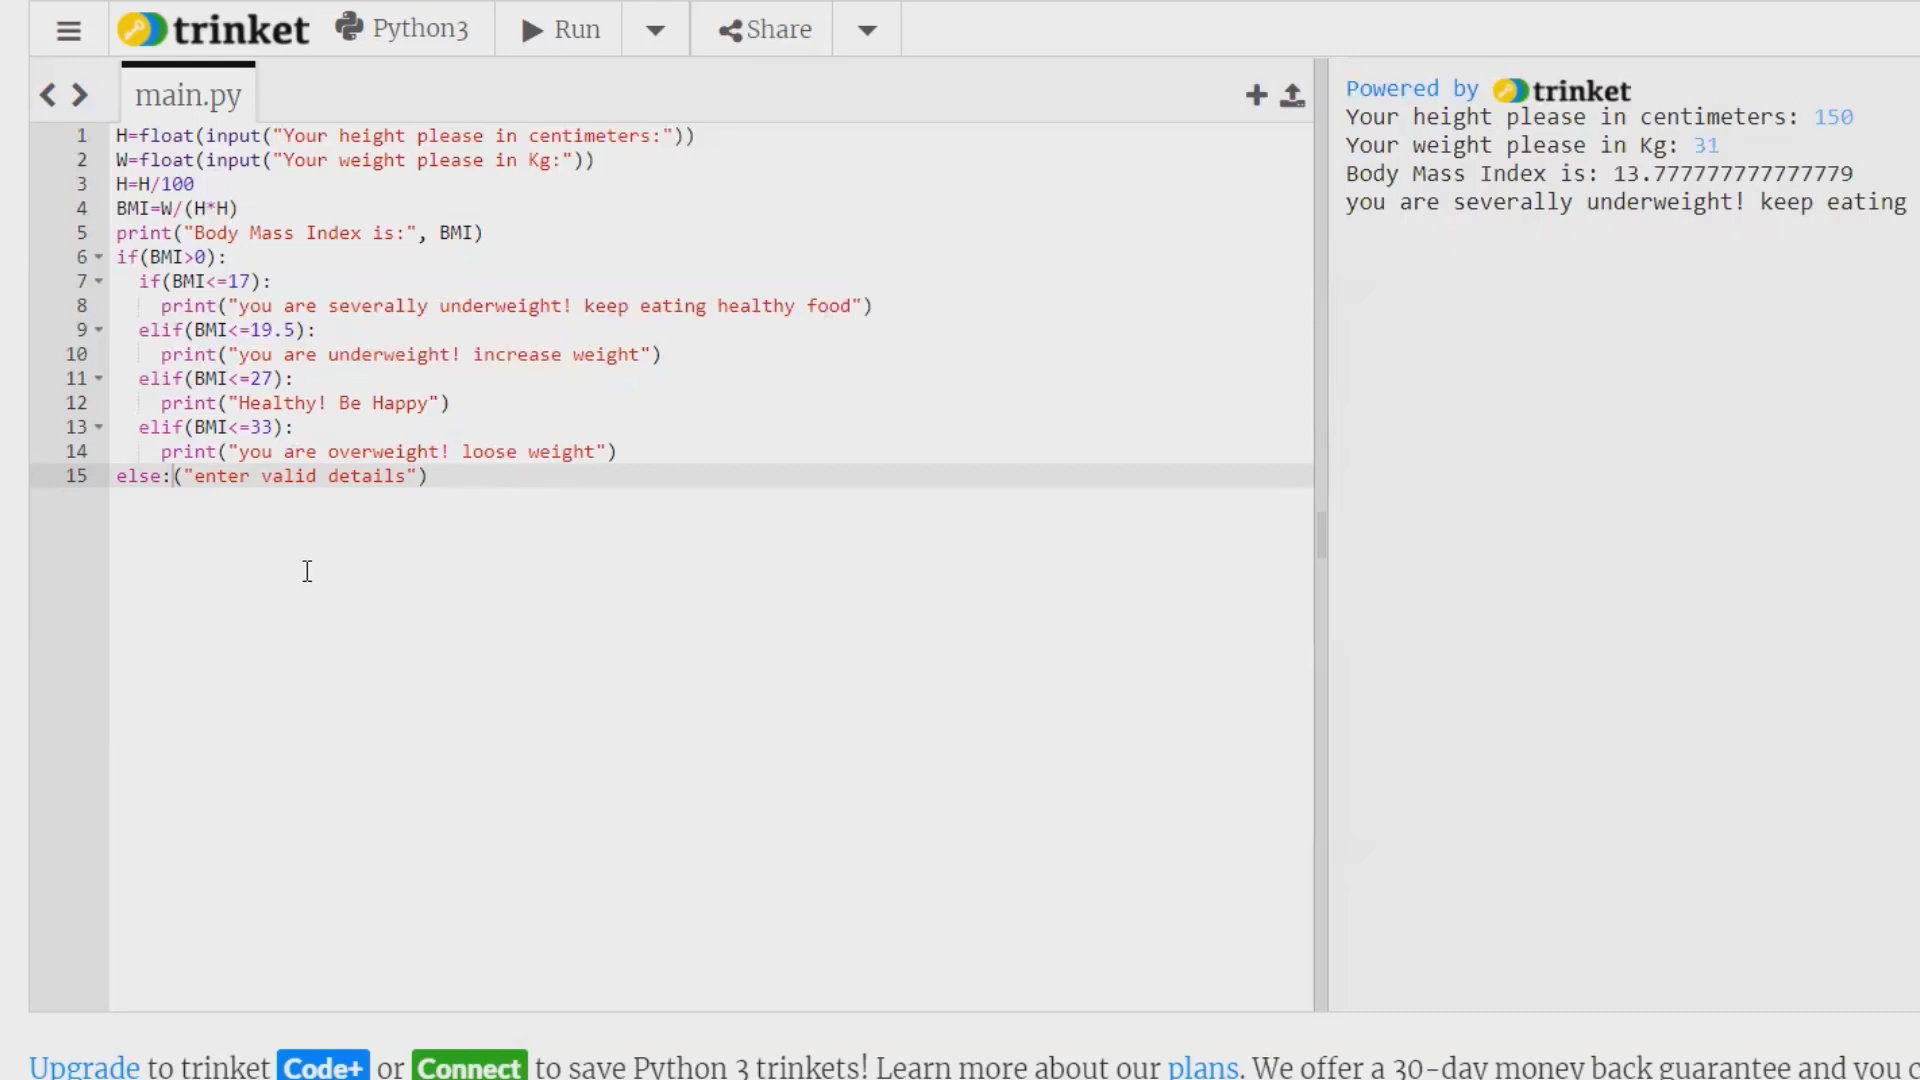 trinket Python3 Run Share
main.py
1 H=float(input("Your height please in centimeters:"))
2 W=float(input("Your weight please in Kg:"))
3 H=H/100
4 BMI=W/(H*H)
5 print("Body Mass Index is:", BMI)
6 if(BMI>0):
7 if(BMI<=17):
8 print("you are severally underweight! keep eating healthy food")
9 elif(BMI<=19.5):
10 print("you are underweight! increase weight")
11 elif(BMI<=27):
12 print("Healthy! Be Happy")
13 elif(BMI<=33):
14 print("you are overweight! loose weight")
15 else:("enter valid details")
Powered by trinket
Your height please in centimeters: 150
Your weight please in Kg: 31
Body Mass Index is: 13.777777777777779
you are severally underweight! keep eating
Upgrade to trinket Code+ or Connect to save Python 3 trinkets! Learn more about our plans. We offer a 30-day money back guarantee and you